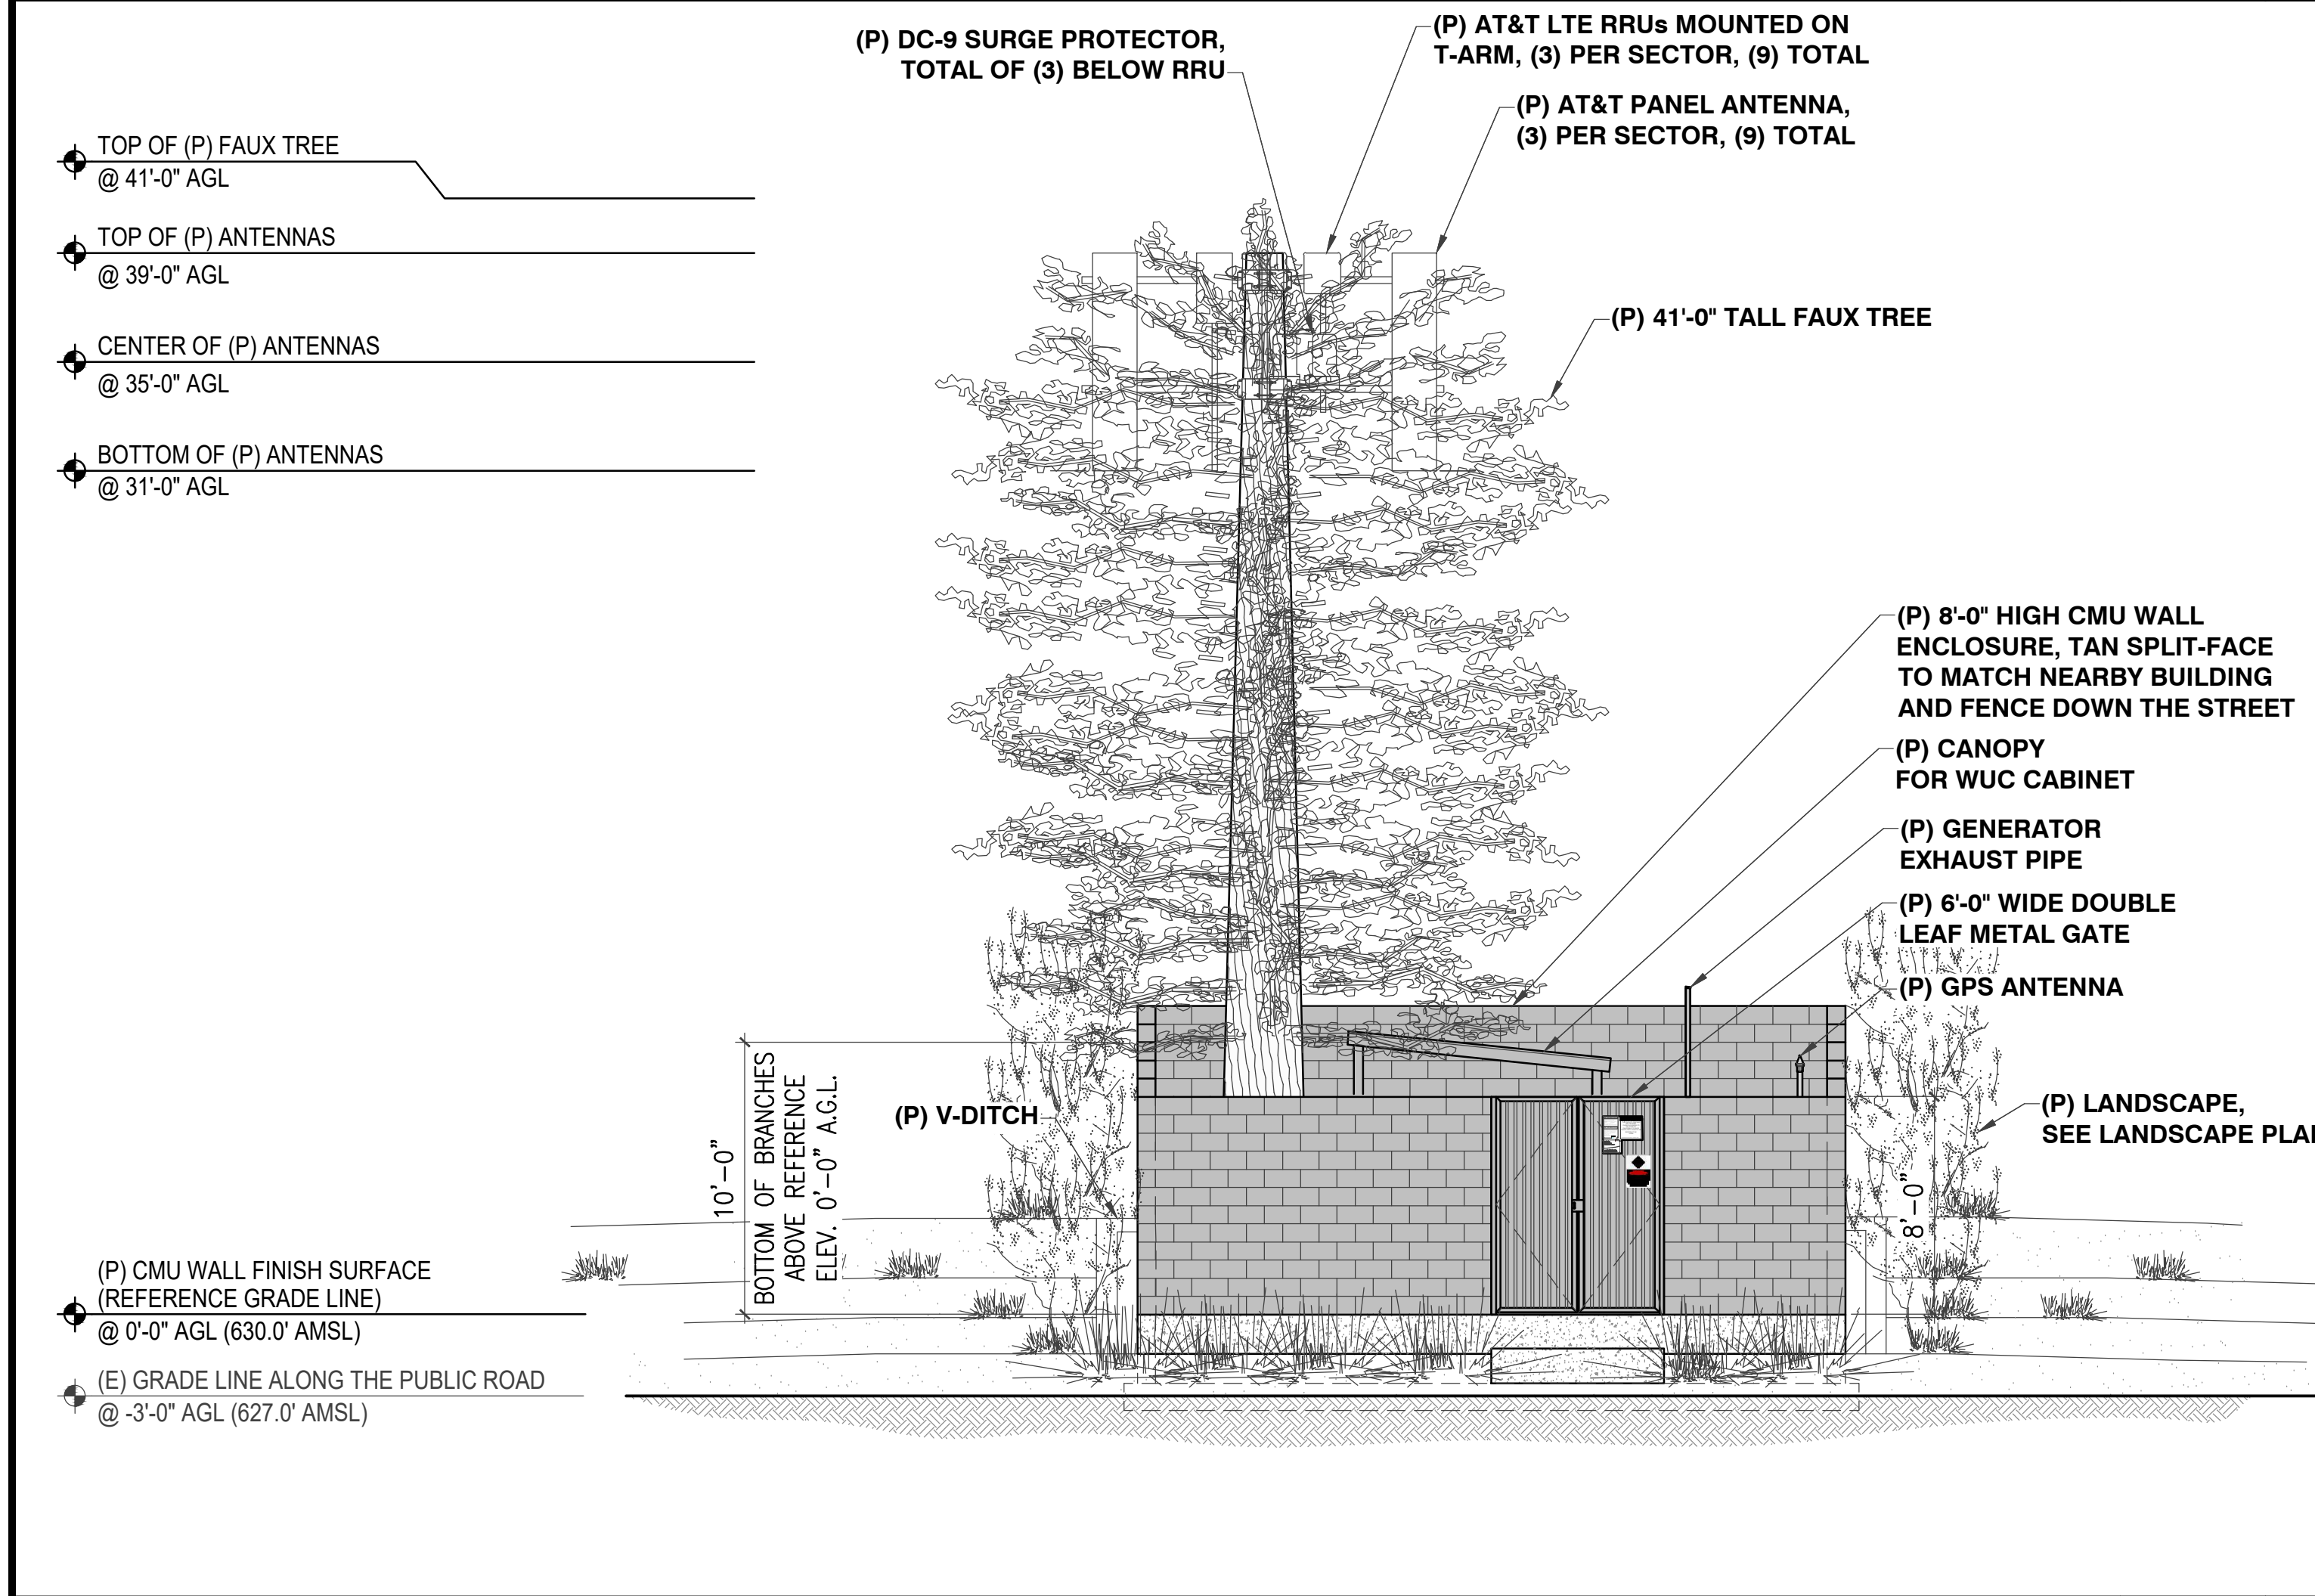 (P) DC-9 SURGE PROTECTOR,
TOTAL OF (3) BELOW RRU
(P) AT&T LTE RRUs MOUNTED ON
T-ARM, (3) PER SECTOR, (9) TOTAL
(P) AT&T PANEL ANTENNA,
(3) PER SECTOR, (9) TOTAL
TOP OF (P) FAUX TREE
@ 41'-0" AGL
TOP OF (P) ANTENNAS
@ 39'-0" AGL
CENTER OF (P) ANTENNAS
@ 35'-0" AGL
BOTTOM OF (P) ANTENNAS
@ 31'-0" AGL
(P) 41'-0" TALL FAUX TREE
(P) 8'-0" HIGH CMU WALL
ENCLOSURE, TAN SPLIT-FACE
TO MATCH NEARBY BUILDING
AND FENCE DOWN THE STREET
(P) CANOPY
FOR WUC CABINET
(P) GENERATOR
EXHAUST PIPE
(P) 6'-0" WIDE DOUBLE
LEAF METAL GATE
(P) GPS ANTENNA
(P) LANDSCAPE,
SEE LANDSCAPE PLA
8'-0"
(P) V-DITCH
10'-0"
BOTTOM OF BRANCHES
ABOVE REFERENCE
ELEV. 0'-0" A.G.L.
(P) CMU WALL FINISH SURFACE
(REFERENCE GRADE LINE)
@ 0'-0" AGL (630.0' AMSL)
(E) GRADE LINE ALONG THE PUBLIC ROAD
@ -3'-0" AGL (627.0' AMSL)